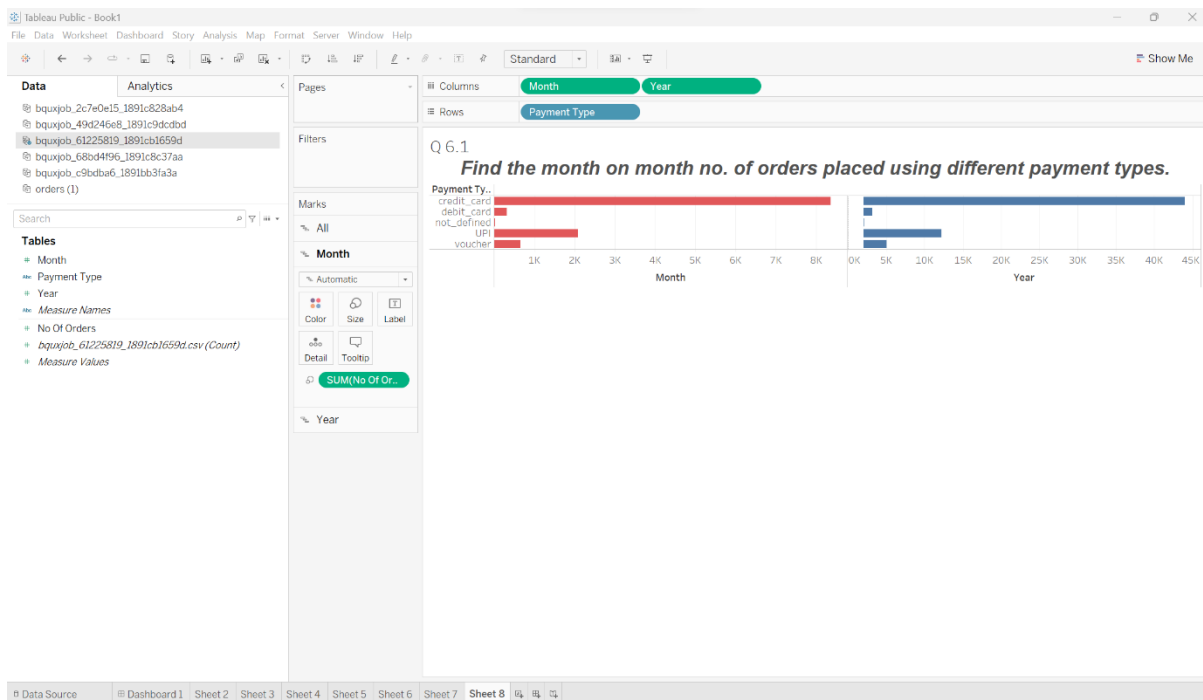 Tableau Public - Book1
File Data Worksheet Dashboard Story Analysis Map Format Server Window Help
Standard
Show Me
Data Analytics
bquxjob_2c7e0e15_1891c828ab4
bquxjob_49d246e8_1891c9dcdbd
bquxjob_61225819_1891cb1659d
bquxjob_68bd4f96_1891c8c37aa
bquxjob_c9bdba6_1891bb3fa3a
orders (1)
Search
Tables
Month
Abc Payment Type
Year
Abc Measure Names
No Of Orders
bquxjob_61225819_1891cb1659d.csv (Count)
Measure Values
Pages
Filters
Marks
All
Month
Automatic
Color Size Label
Detail Tooltip
SUM(No Of Or..
Year
Columns Month Year
Rows Payment Type
Q 6.1
Find the month on month no. of orders placed using different payment types.
Payment Ty..
credit_card
debit_card
not_defined
UPI
voucher
1K 2K 3K 4K 5K 6K 7K 8K 0K 5K 10K 15K 20K 25K 30K 35K 40K 45K
Month Year
Data Source Dashboard 1 Sheet 2 Sheet 3 Sheet 4 Sheet 5 Sheet 6 Sheet 7 Sheet 8